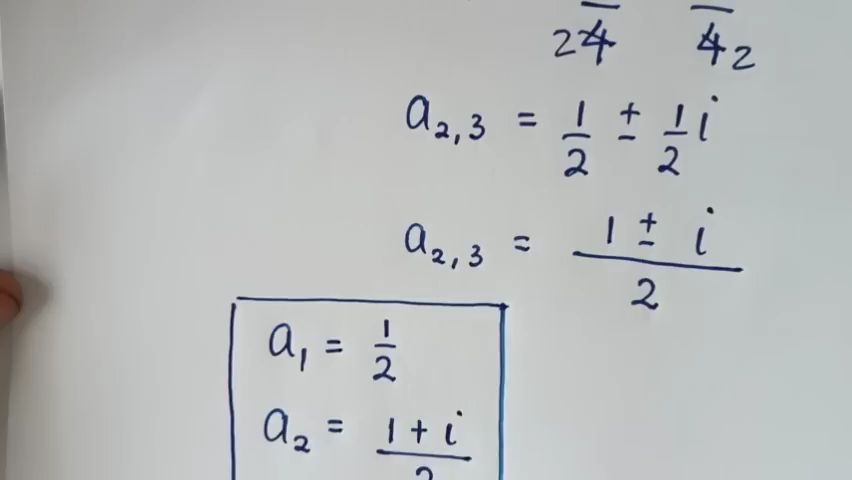 2 4 4 2
a₂,₃ = 1/2 ± 1/2 i
a₂,₃ = (1 ± i)/2
a₁ = 1/2
a₂ = (1 + i)/2